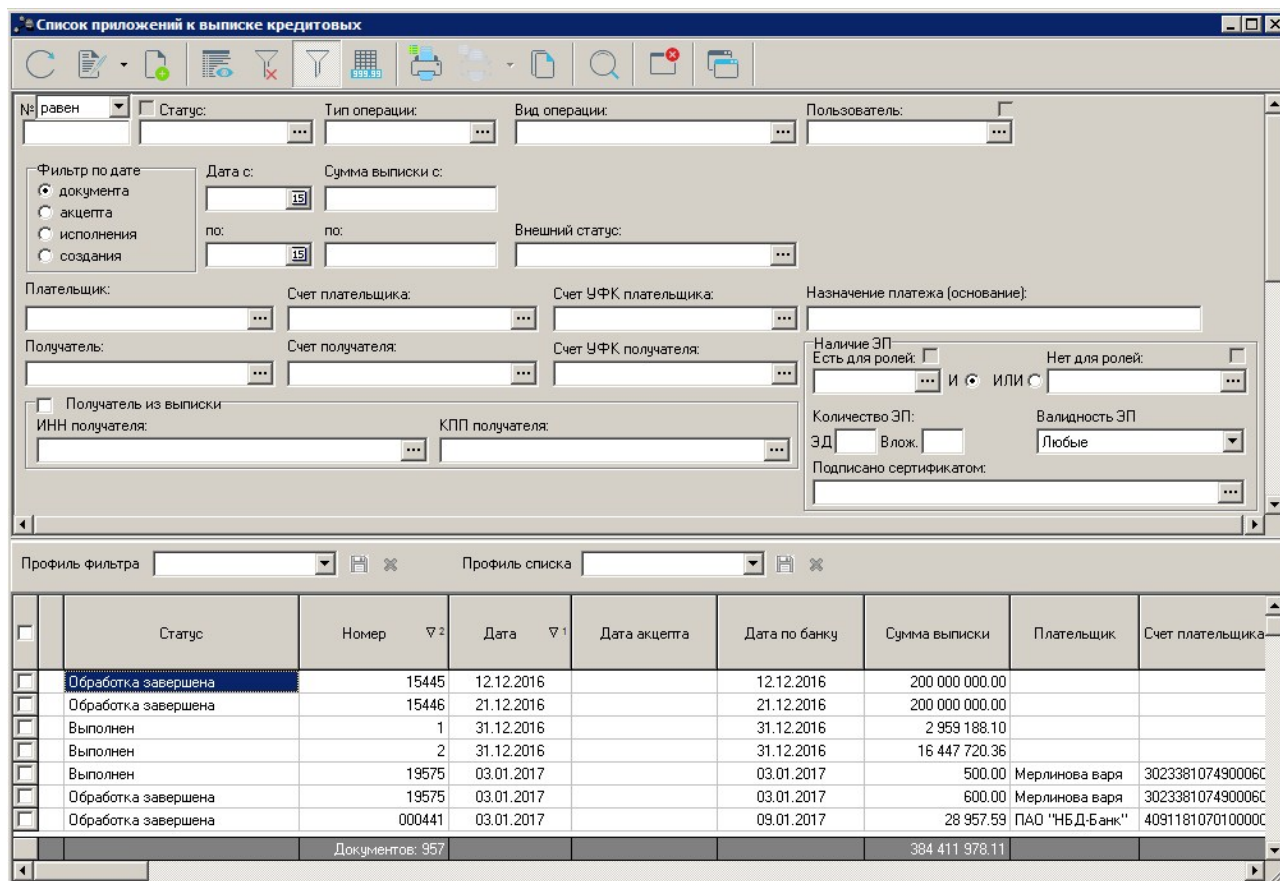 Список приложений к выписке кредитовых
999.99
№ равен Статус: Тип операции: Вид операции: Пользователь:
Фильтр по дате Дата с: Сумма выписки с:
документа
15
акцепта
исполнения по: по: Внешний статус:
создания 15
Плательщик: Счет плательщика: Счет УФК плательщика: Назначение платежа (основание):
Получатель: Счет получателя: Счет УФК получателя: Наличие ЭП
Есть для ролей: Нет для ролей:
И ИЛИ
Получатель из выписки
ИНН получателя: КПП получателя: Количество ЭП: Валидность ЭП
ЭД Влож. Любые
Подписано сертификатом:
Профиль фильтра Профиль списка
Статус Номер 2 Дата 1 Дата акцепта Дата по банку Сумма выписки Плательщик Счет плательщика
Обработка завершена 15445 12.12.2016 12.12.2016 200 000 000.00
Обработка завершена 15446 21.12.2016 21.12.2016 200 000 000.00
Выполнен 1 31.12.2016 31.12.2016 2 959 188.10
Выполнен 2 31.12.2016 31.12.2016 16 447 720.36
Выполнен 19575 03.01.2017 03.01.2017 500.00 Мерлинова варя 3023381074900060
Обработка завершена 19575 03.01.2017 03.01.2017 600.00 Мерлинова варя 3023381074900060
Обработка завершена 000441 03.01.2017 09.01.2017 28 957.59 ПАО "НБД-Банк" 4091181070100000
Документов: 957 384 411 978.11